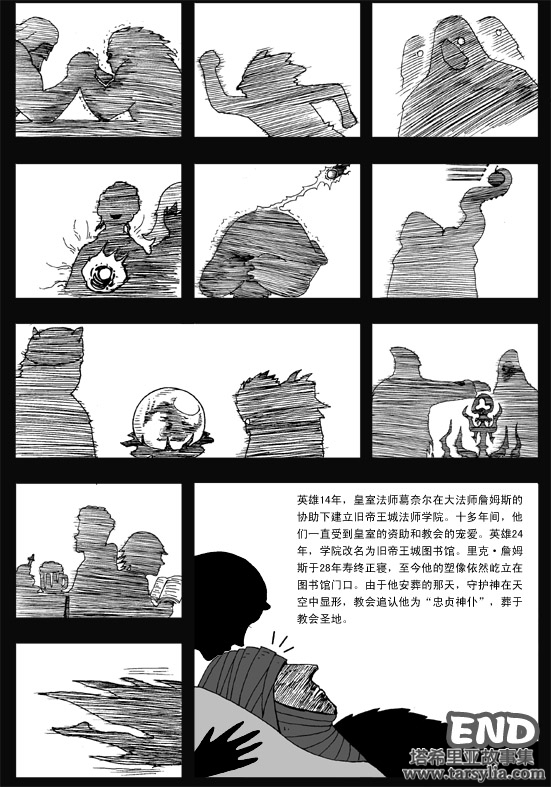 英雄14年，皇室法师葛奈尔在大法师詹姆斯的
协助下建立旧帝王城法师学院。十多年间，他
们一直受到皇室的资助和教会的宠爱。英雄24
年，学院改名为旧帝王城图书馆。里克·詹姆
斯于28年寿终正寝，至今他的塑像依然屹立在
图书馆门口。由于他安葬的那天，守护神在天
空中显形，教会追认他为“忠贞神仆”，葬于
教会圣地。
END
塔希里亚故事集
www.tarsylia.com